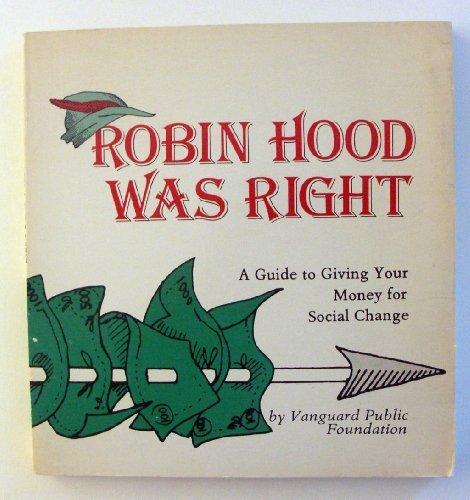 ROBIN HOOD
WAS RIGHT
A Guide to Giving Your
Money for
Social Change
by Vanguard Public
Foundation